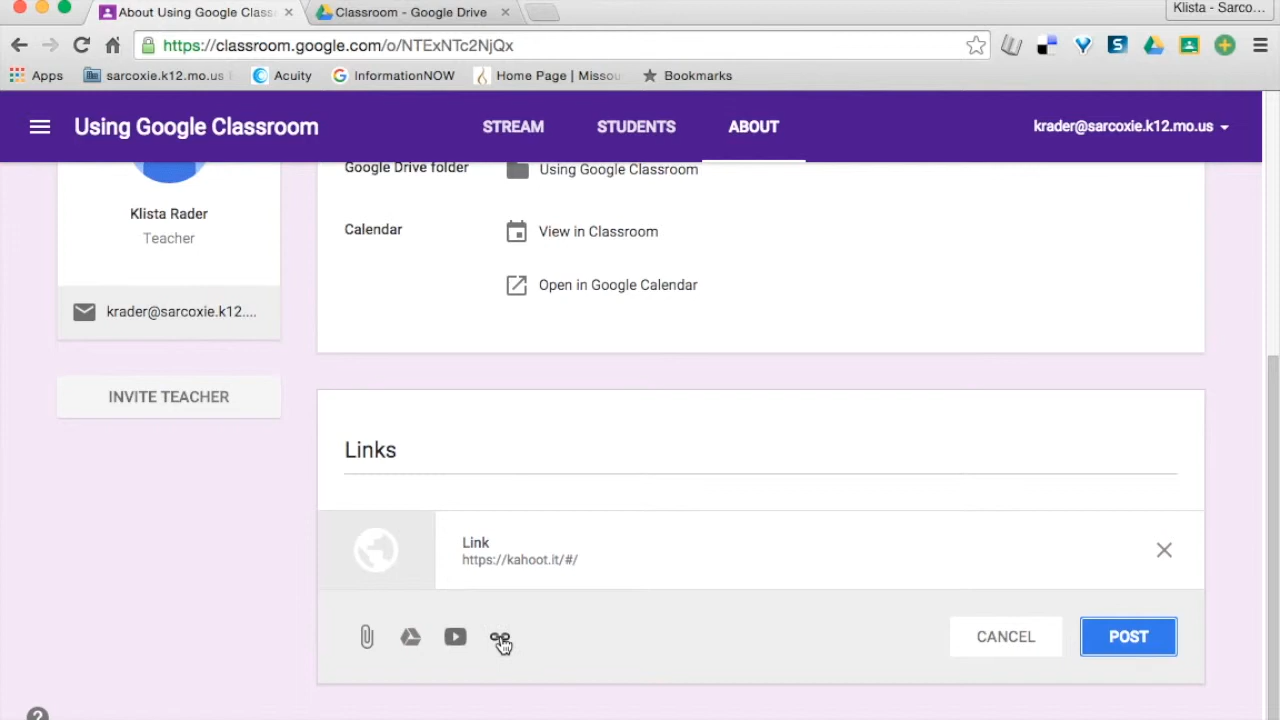 About Using Google Class
Classroom - Google Drive
Klista - Sarco...
https://classroom.google.com/o/NTExNTc2NjQx
Apps
sarcoxie.k12.mo.us
Acuity
InformationNOW
Home Page | Missou
Bookmarks
Using Google Classroom
STREAM
STUDENTS
ABOUT
krader@sarcoxie.k12.mo.us
Google Drive folder
Using Google Classroom
Klista Rader
Teacher
Calendar
View in Classroom
Open in Google Calendar
krader@sarcoxie.k12....
INVITE TEACHER
Links
Link
https://kahoot.it/#/
CANCEL
POST